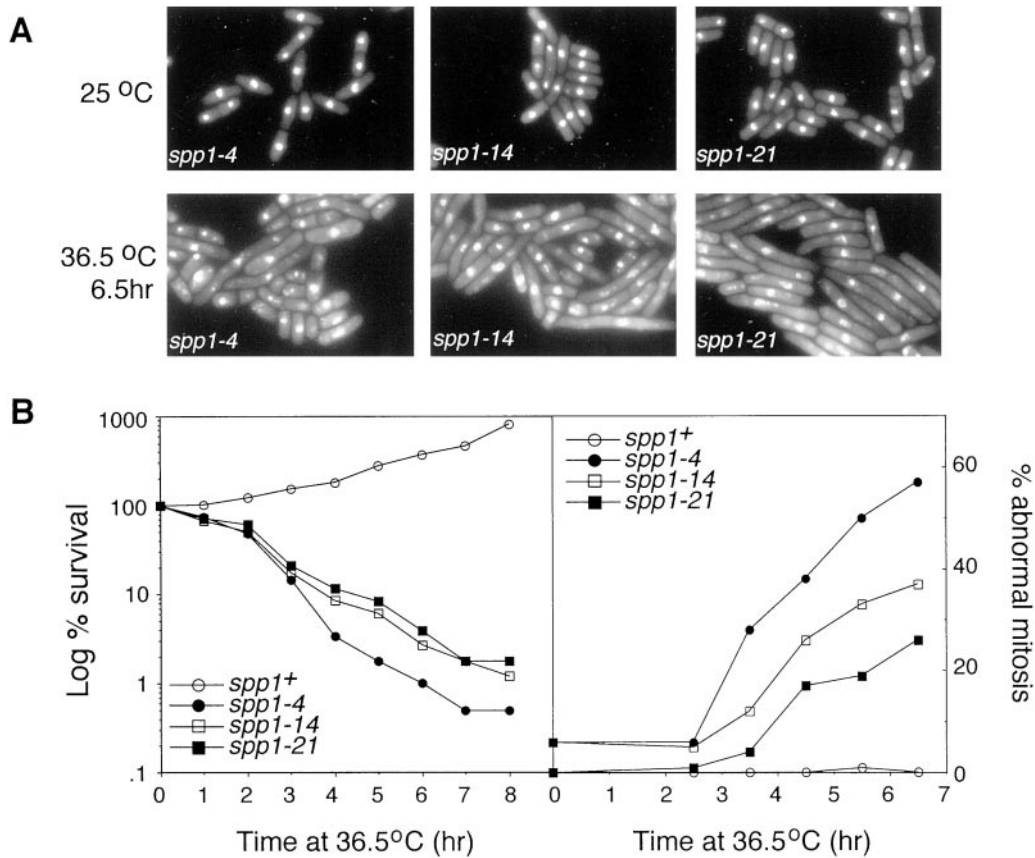 A
25 °C
spp1-4
spp1-14
spp1-21
36.5 °C
6.5hr
spp1-4
spp1-14
spp1-21
B
Log % survival
1000
100
10
1
.1
spp1+
spp1-4
spp1-14
spp1-21
0 1 2 3 4 5 6 7 8
Time at 36.5°C (hr)
spp1+
spp1-4
spp1-14
spp1-21
60
40
20
0
% abnormal mitosis
0 1 2 3 4 5 6 7
Time at 36.5°C (hr)